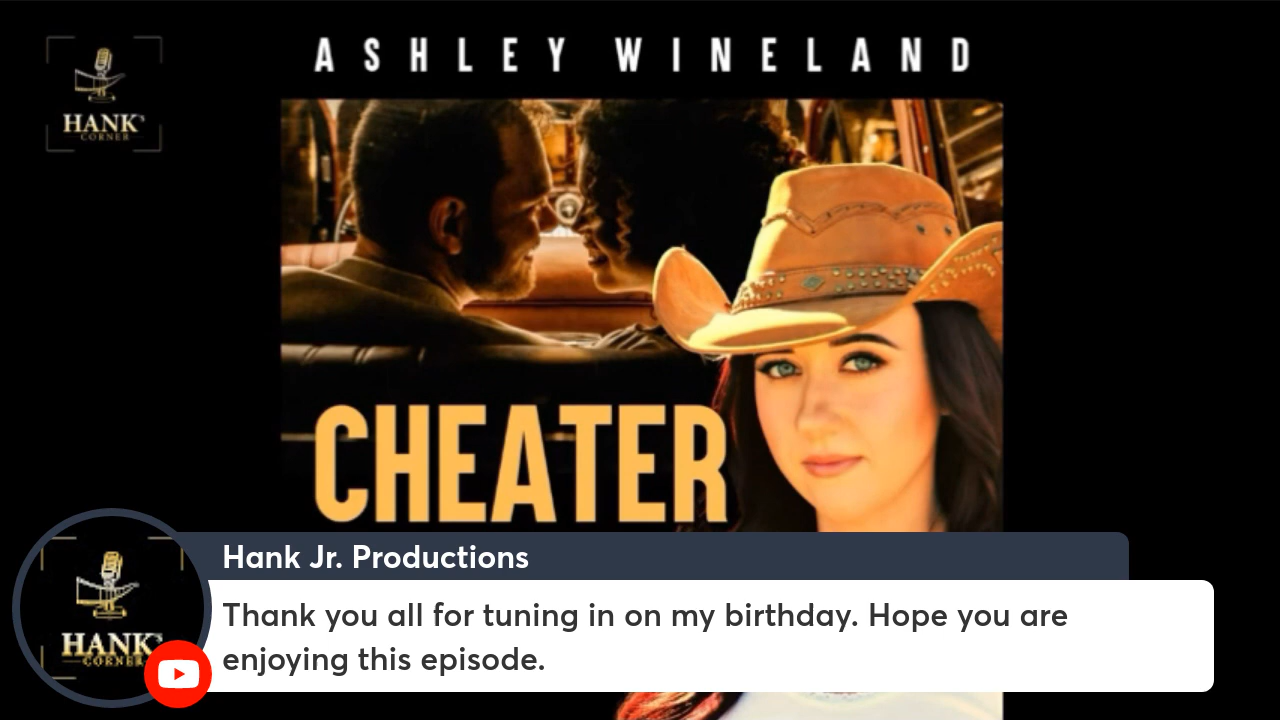 ASHLEY WINELAND
HANK'S
CORNER
CHEATER
Hank Jr. Productions
Thank you all for tuning in on my birthday. Hope you are
enjoying this episode.
HANK'S
CORNER